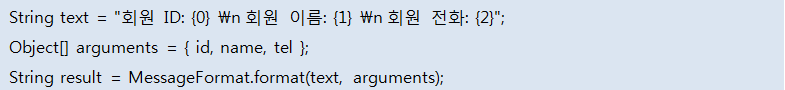 String text = "회원 ID: {0} ₩n 회원 이름: {1} ₩n 회원 전화: {2}";
Object[] arguments = { id, name, tel };
String result = MessageFormat.format(text, arguments);